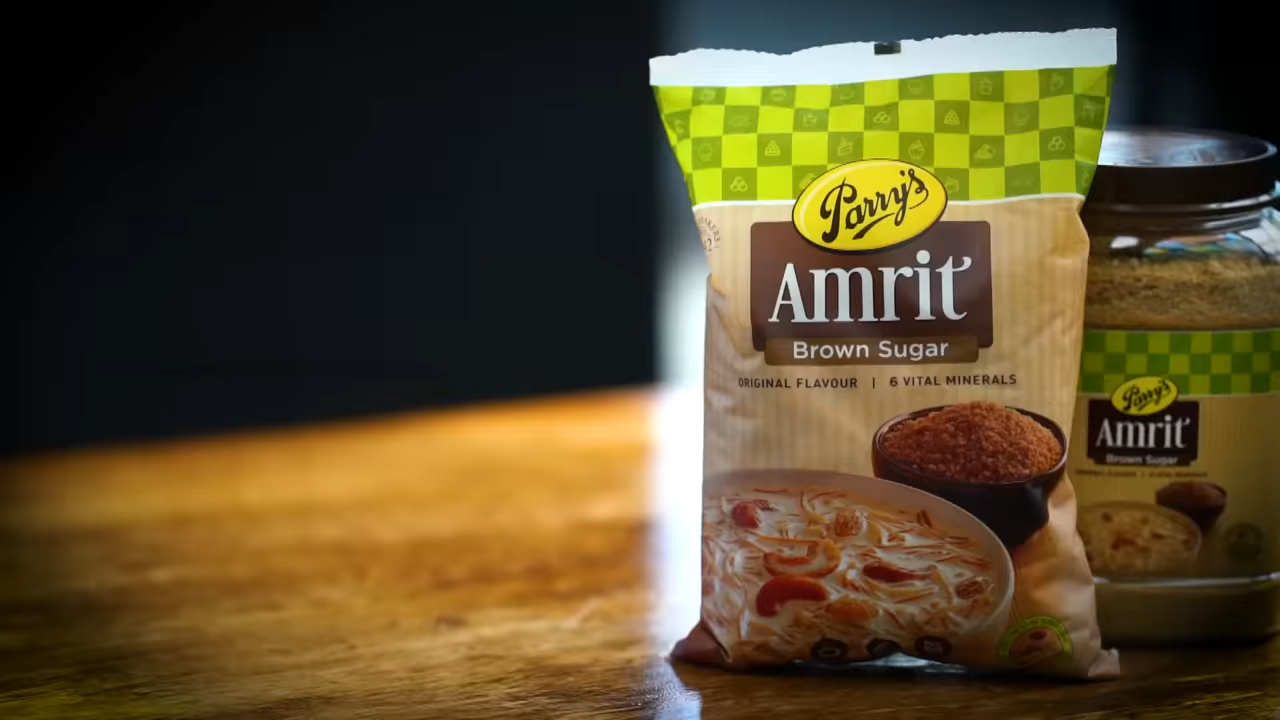 Parry's
Amrit
Brown Sugar
ORIGINAL FLAVOUR | 6 VITAL MINERALS
Parry's
Amrit
Brown Sugar